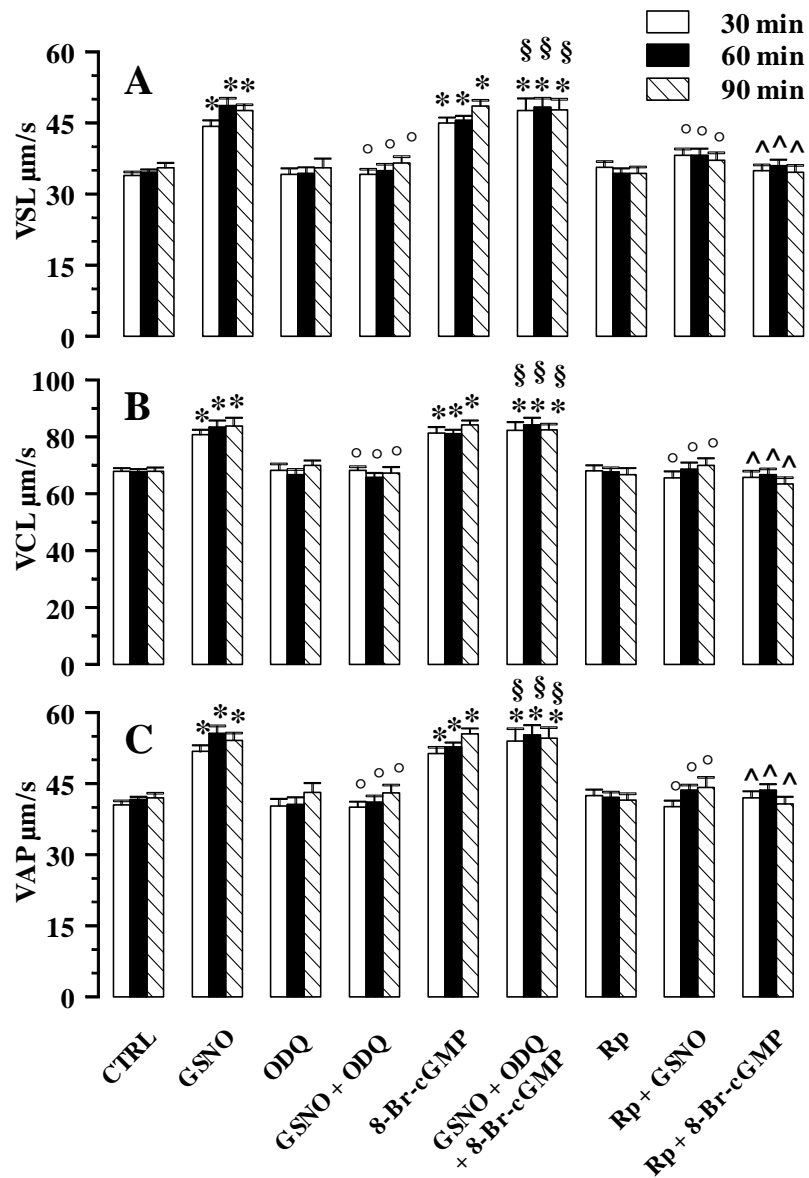 30 min
60 min
90 min
A
§ § §
* * *
* * *
* * *
° ° °
° ° °
^ ^ ^
VSL µm/s
60
45
30
15
0
B
§ § §
* * *
* * *
* * *
° ° °
° ° °
^ ^ ^
VCL µm/s
100
80
60
40
20
0
C
§ § §
* * *
* * *
* * *
° ° °
° ° °
^ ^ ^
VAP µm/s
60
45
30
15
0
CTRL
GSNO
ODQ
GSNO + ODQ
8-Br-cGMP
GSNO + ODQ
+ 8-Br-cGMP
Rp
Rp + GSNO
Rp + 8-Br-cGMP